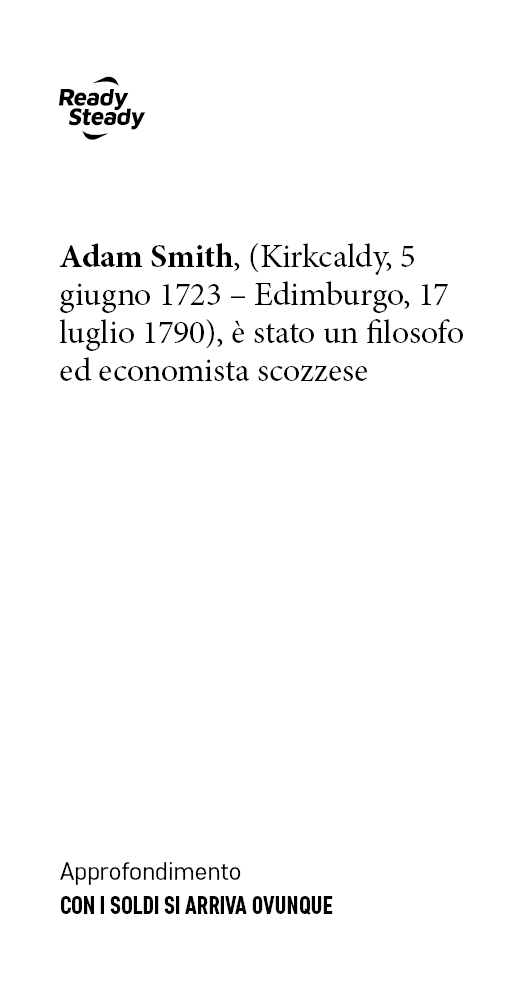 Ready
Steady
Adam Smith, (Kirkcaldy, 5
giugno 1723 – Edimburgo, 17
luglio 1790), è stato un filosofo
ed economista scozzese
Approfondimento
CON I SOLDI SI ARRIVA OVUNQUE